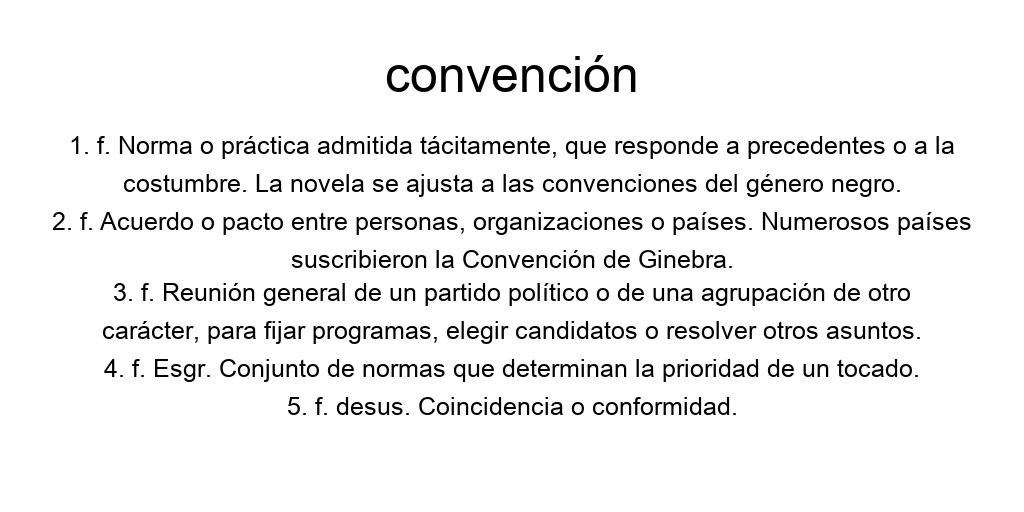 convención
1. f. Norma o práctica admitida tácitamente, que responde a precedentes o a la
costumbre. La novela se ajusta a las convenciones del género negro.
2. f. Acuerdo o pacto entre personas, organizaciones o países. Numerosos países
suscribieron la Convención de Ginebra.
3. f. Reunión general de un partido político o de una agrupación de otro
carácter, para fijar programas, elegir candidatos o resolver otros asuntos.
4. f. Esgr. Conjunto de normas que determinan la prioridad de un tocado.
5. f. desus. Coincidencia o conformidad.